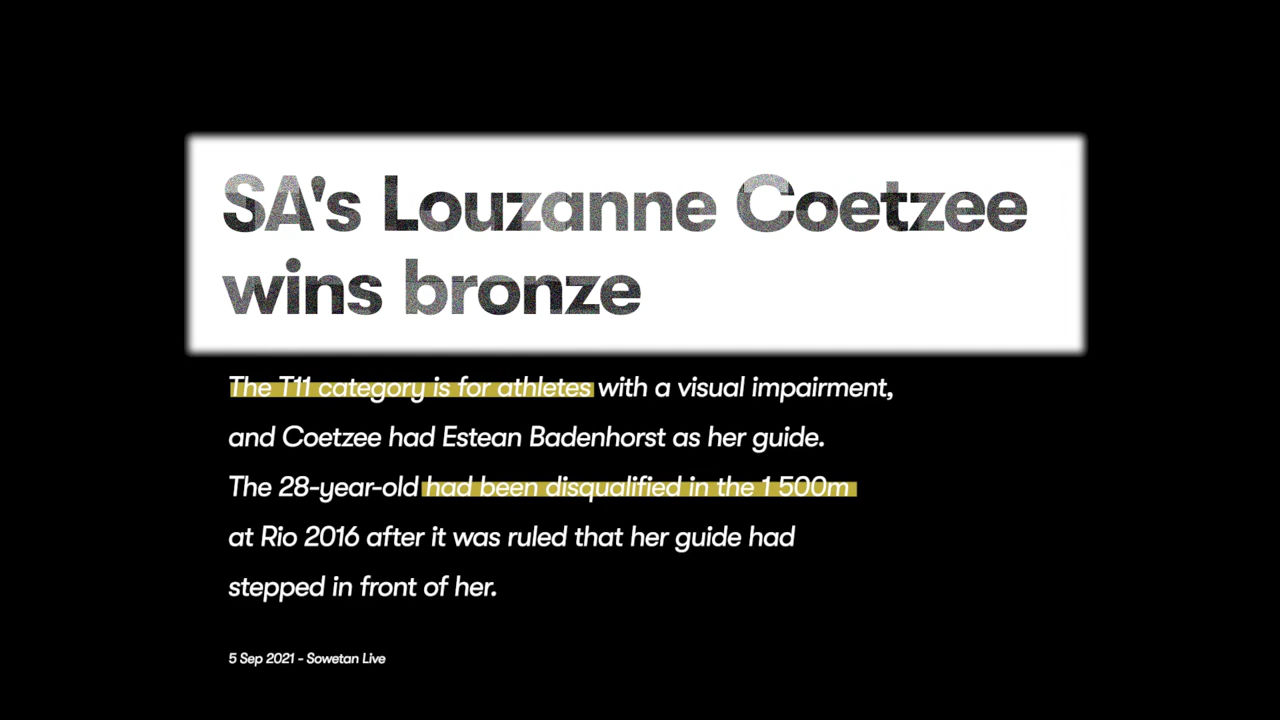 SA's Louzanne Coetzee
wins bronze
The T11 category is for athletes with a visual impairment,
and Coetzee had Estean Badenhorst as her guide.
The 28-year-old had been disqualified in the 1 500m
at Rio 2016 after it was ruled that her guide had
stepped in front of her.
5 Sep 2021 - Sowetan Live